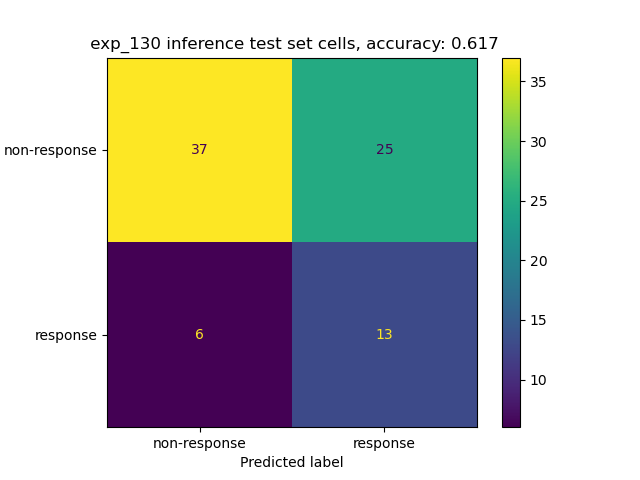 exp_130 inference test set cells, accuracy: 0.617
non-response
37
25
response
6
13
non-response
response
Predicted label
35
30
25
20
15
10